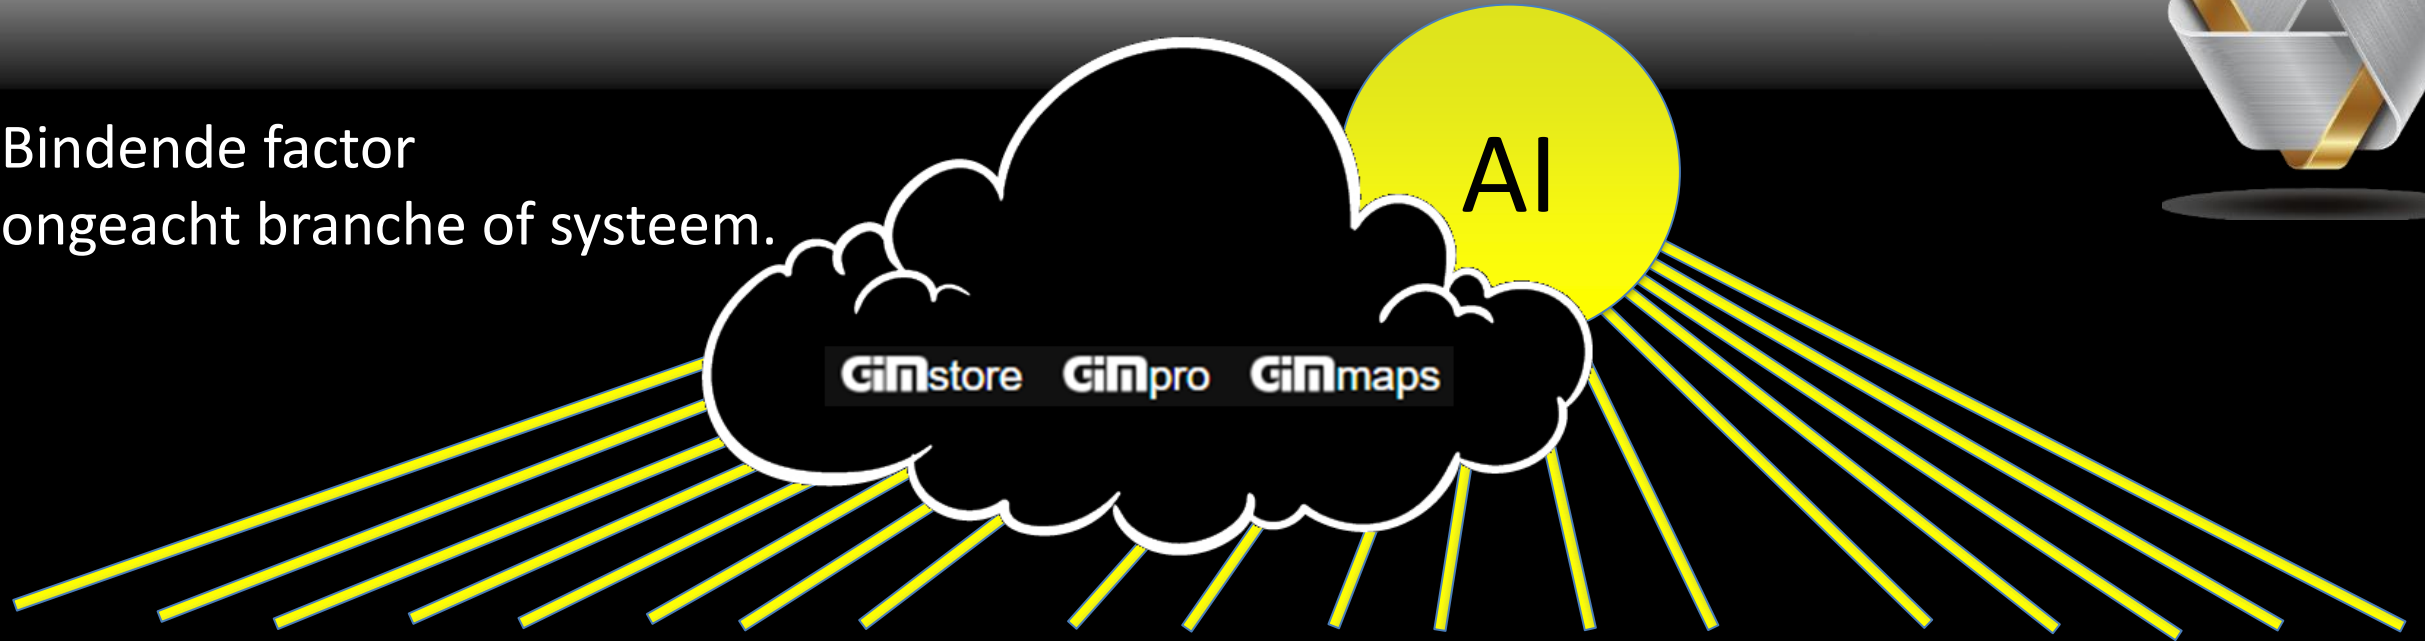 Bindende factor
ongeacht branche of systeem.
AI
GiMstore GiMpro GiMmaps